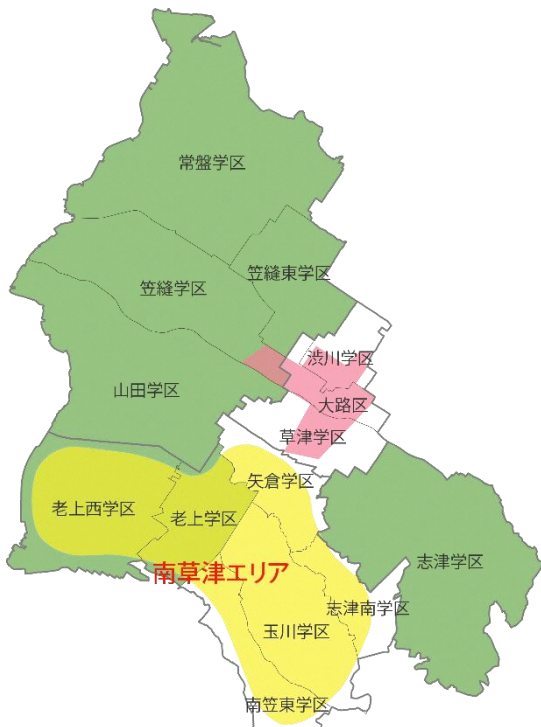 常盤学区
笠縫東学区
笠縫学区
渋川学区
山田学区
大路区
草津学区
矢倉学区
老上西学区
老上学区
志津学区
南草津エリア
志津南学区
玉川学区
南笠東学区